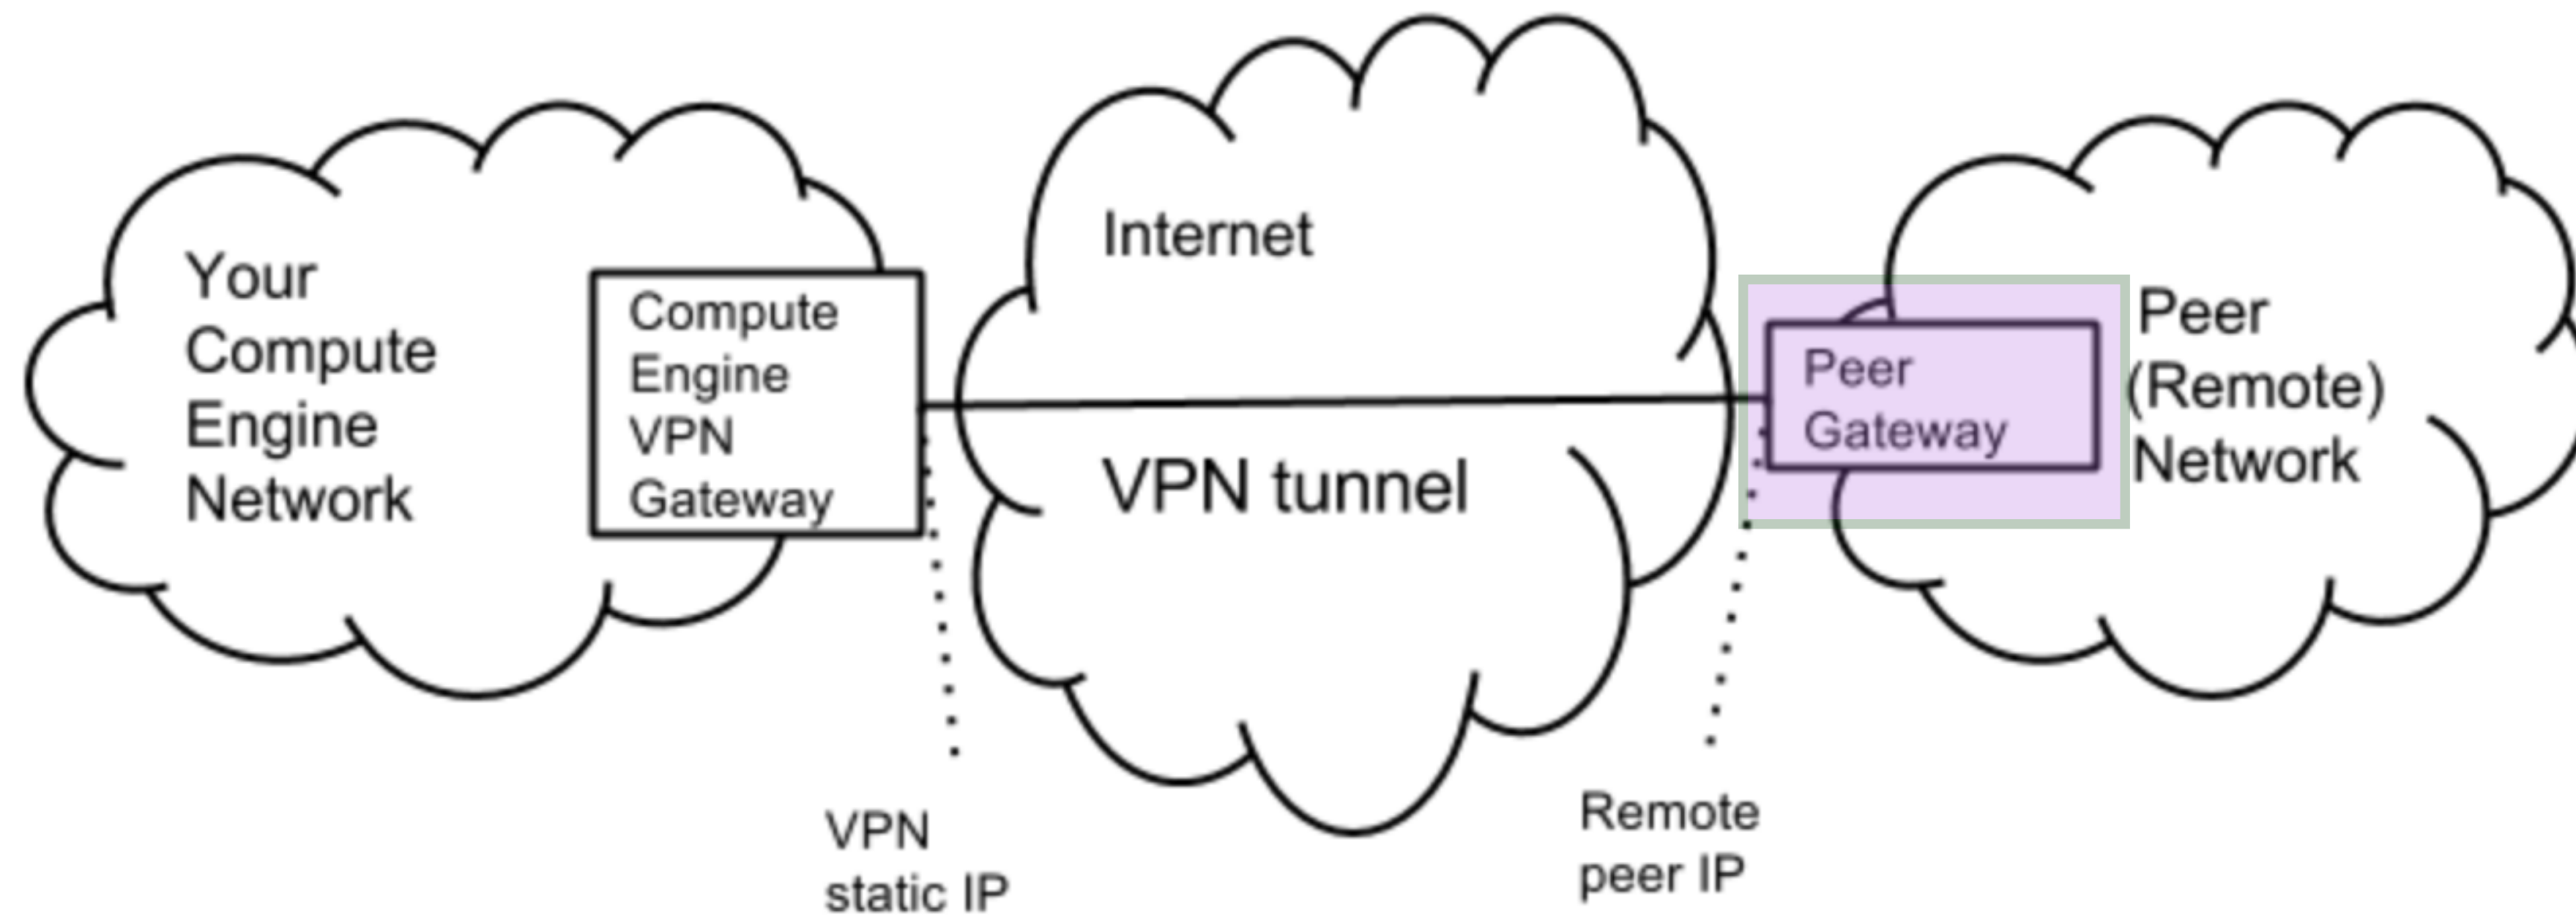 Your
Compute
Engine
Network
Compute
Engine
VPN
Gateway
Internet
VPN tunnel
Peer
Gateway
Peer
(Remote)
Network
VPN
static IP
Remote
peer IP